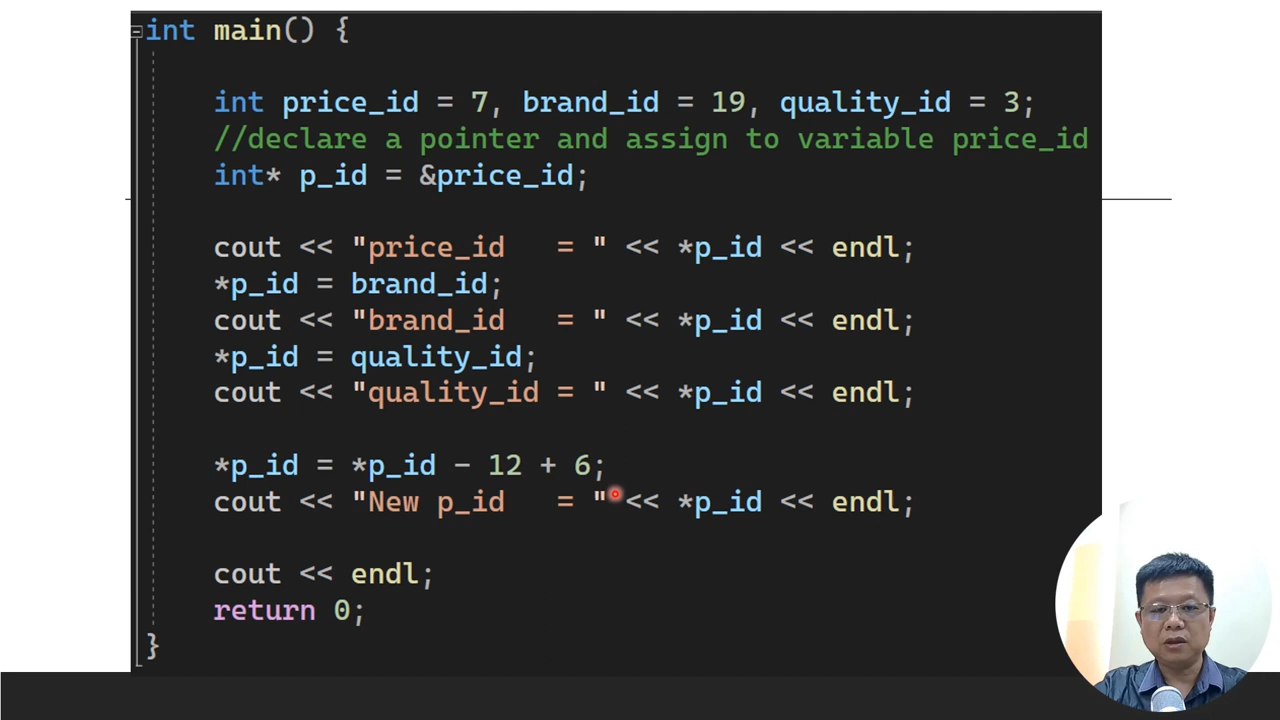 int main() {
int price_id = 7, brand_id = 19, quality_id = 3;
//declare a pointer and assign to variable price_id
int* p_id = &price_id;
cout << "price_id   = " << *p_id << endl;
*p_id = brand_id;
cout << "brand_id   = " << *p_id << endl;
*p_id = quality_id;
cout << "quality_id = " << *p_id << endl;
*p_id = *p_id - 12 + 6;
cout << "New p_id   = " << *p_id << endl;
cout << endl;
return 0;
}